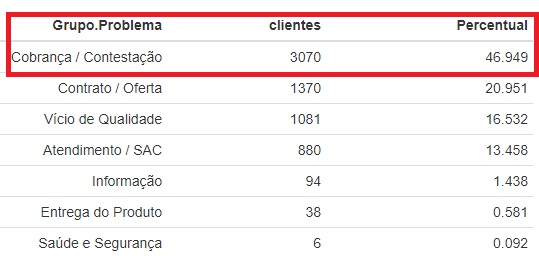 Grupo.Problema clientes Percentual
Cobrança / Contestação 3070 46.949
Contrato / Oferta 1370 20.951
Vício de Qualidade 1081 16.532
Atendimento / SAC 880 13.458
Informação 94 1.438
Entrega do Produto 38 0.581
Saúde e Segurança 6 0.092